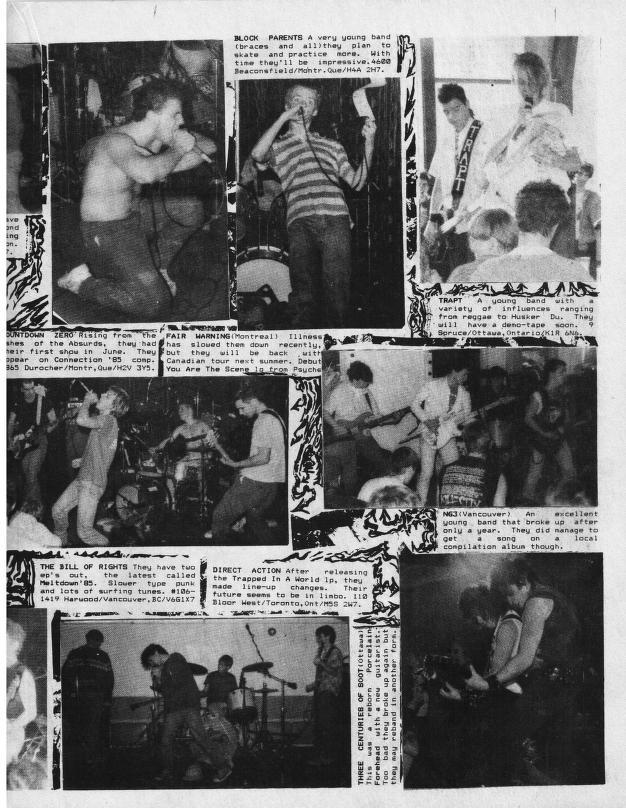 BLOCK PARENTS A very young band
(braces and all)they plan to
skate and practice more. With
time they'll be impressive.4600
Beaconsfield/Montr.Que/H4A 2H7.
TRAPT
TRAPT A young band with a
variety of influences ranging
from reggae to Husker Du. They
will have a demo-tape soon. 9
Spruce/Ottawa,Ontario/K1R 6N6.
OUNTDOWN ZERO Rising from the
shes of the Absurds, they had
heir first show in June. They
ppear on Connection '85 comp.
865 Durocher/Montr,Que/H2V 3Y5.
FAIR WARNING(Montreal) Illness
has slowed them down recently,
but they will be back with
Canadian tour next summer. Debut
You Are The Scene lp from Psyche
NG3(Vancouver) An excellent
young band that broke up after
only a year. They did manage to
get a song on a local
compilation album though.
THE BILL OF RIGHTS They have two
ep's out, the latest called
Meltdown'85. Slower type punk
and lots of surfing tunes. #106-
1419 Harwood/Vancouver,BC/V6G1X7
DIRECT ACTION After releasing
the Trapped In A World lp, they
made line-up changes. Their
future seems to be in limbo. 110
Bloor West/Toronto,Ont/M5S 2W7.
THREE CENTURIES OF BOOT(Ottawa)
This was a reborn Porcelain
Forehead with a new guitarist.
Too bad they broke up again but
they may reband in another form.